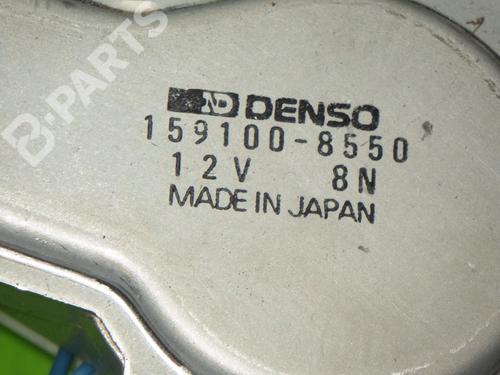 B-PARTS
ND DENSO
159100-8550
12V 8N
MADE IN JAPAN